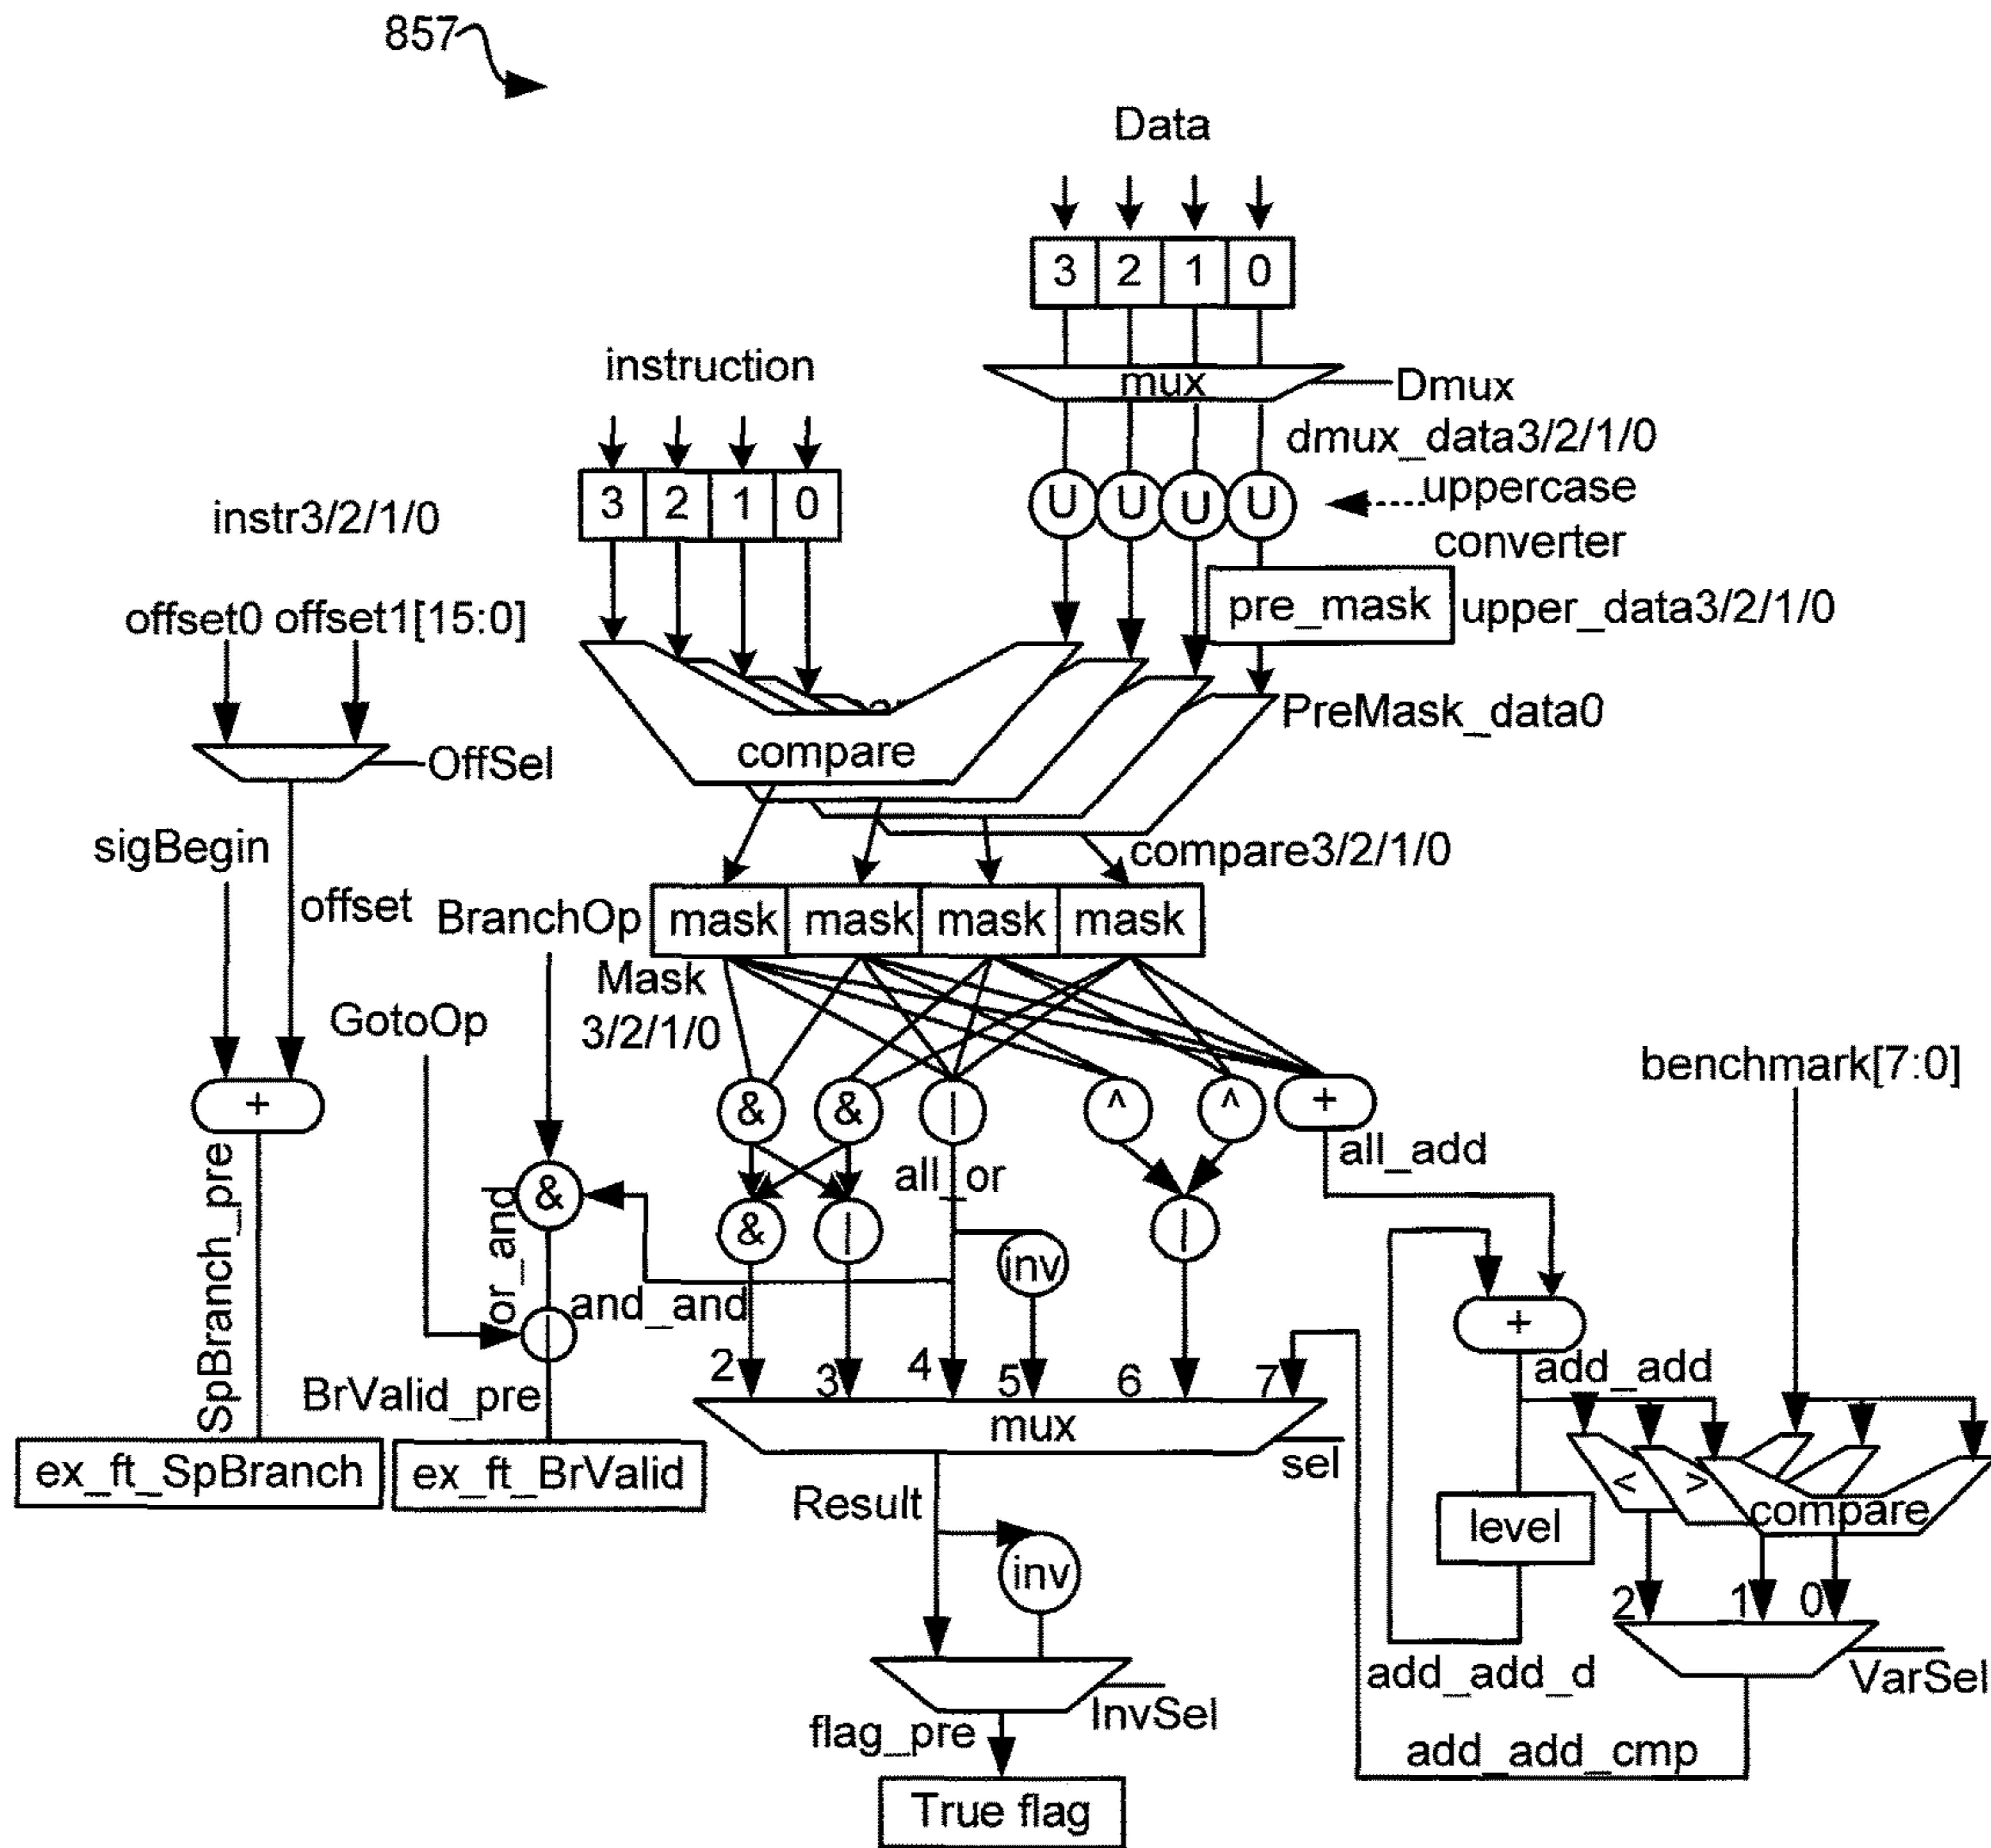 857
Data
3 2 1 0
instruction
mux
Dmux
dmux_data3/2/1/0
3 2 1 0
U U U U
uppercase
converter
instr3/2/1/0
pre_mask
upper_data3/2/1/0
offset0 offset1[15:0]
PreMask_data0
compare
OffSel
sigBegin
compare3/2/1/0
offset
BranchOp
mask mask mask mask
Mask
3/2/1/0
GotoOp
benchmark[7:0]
+
& & | ^ ^ +
all_add
SpBranch_pre
all_or
&
or_and
& | |
inv
and_and
|
+
add_add
BrValid_pre
2 3 4 5 6 7
mux
sel
ex_ft_SpBranch
ex_ft_BrValid
< >
compare
Result
level
inv
2 1 0
add_add_d
VarSel
InvSel
flag_pre
add_add_cmp
True flag